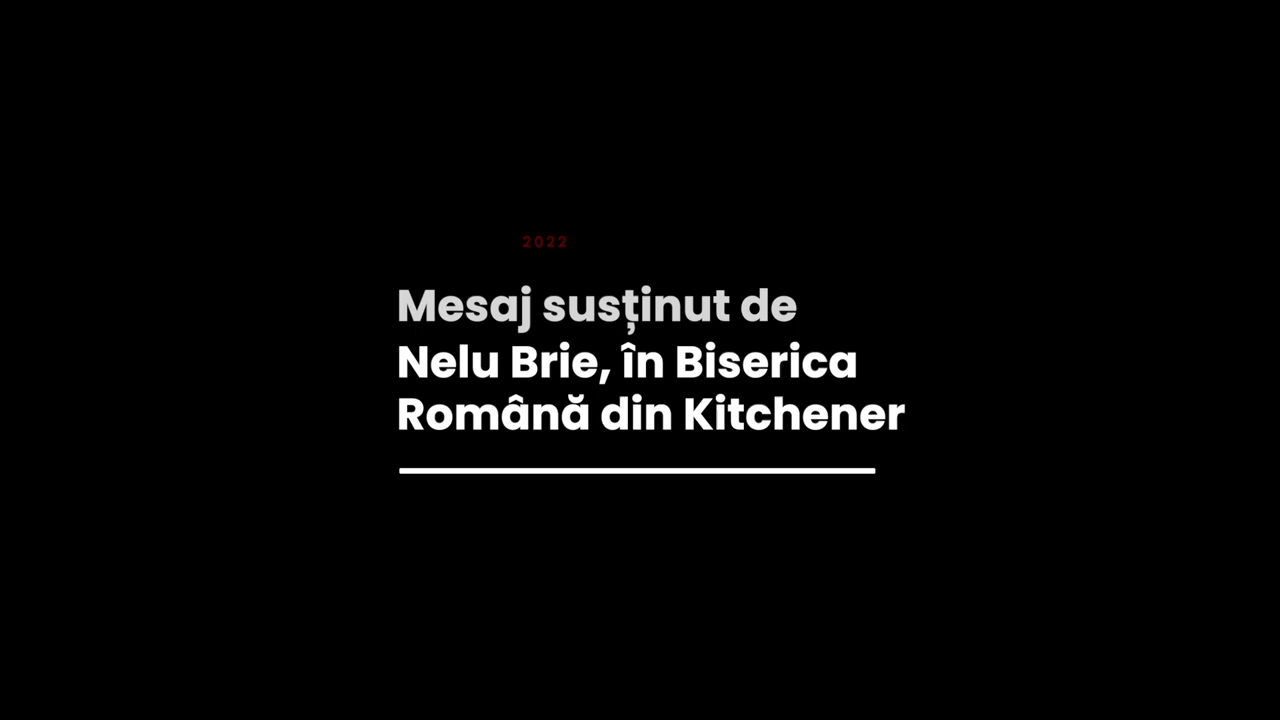 2022
Mesaj susținut de
Nelu Brie, în Biserica
Română din Kitchener